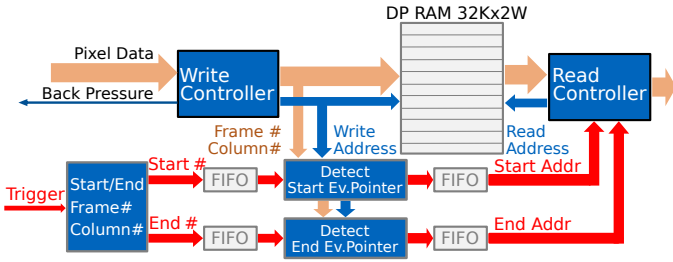 DP RAM 32Kx2W
Pixel Data
Back Pressure
Write
Controller
Read
Controller
Frame #
Column#
Write
Address
Read
Address
Trigger
Start/End
Frame#
Column#
Start #
FIFO
Detect
Start Ev.Pointer
FIFO
Start Addr
End #
FIFO
Detect
End Ev.Pointer
FIFO
End Addr